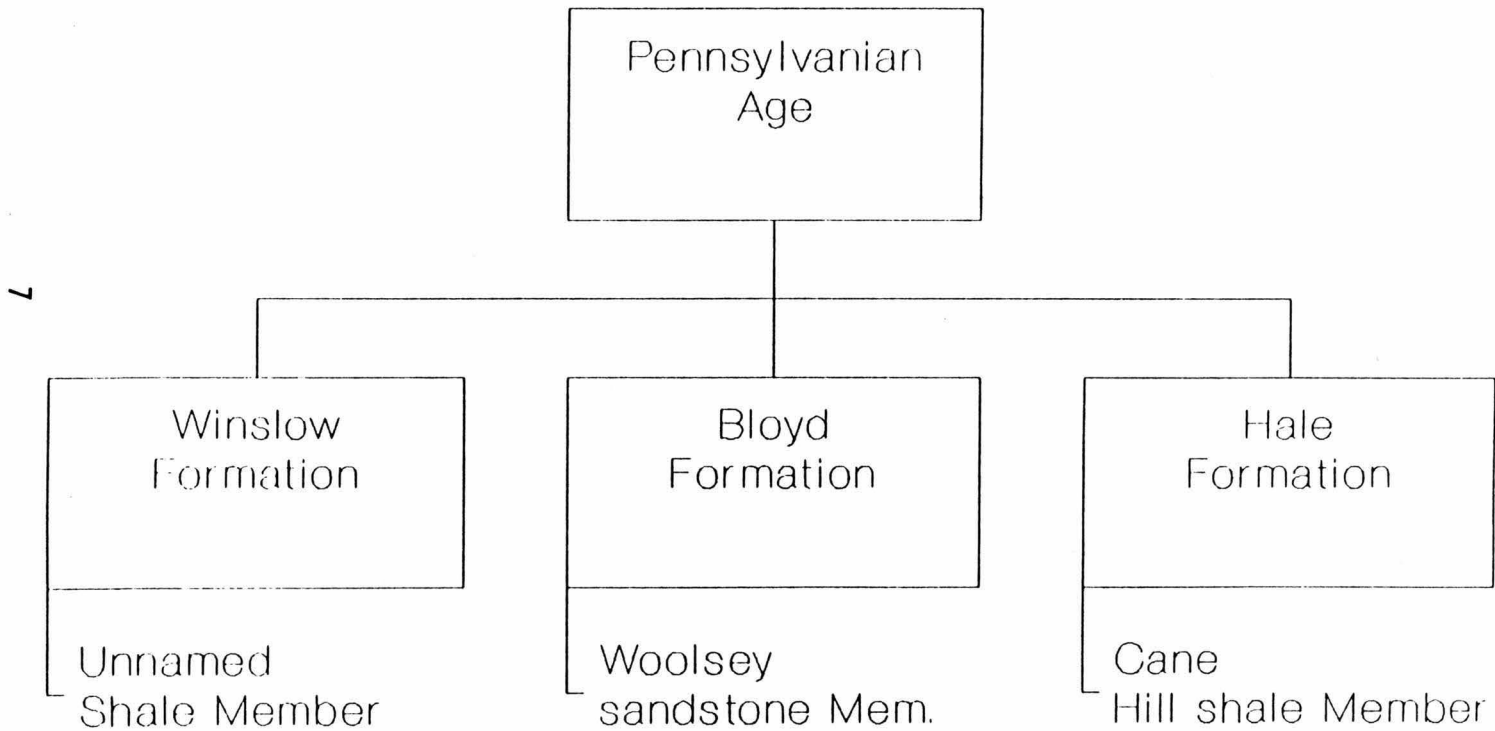 Pennsylvanian
Age
7
Winslow
Formation
Bloyd
Formation
Hale
Formation
Unnamed
Shale Member
Woolsey
sandstone Mem.
Cane
Hill shale Member